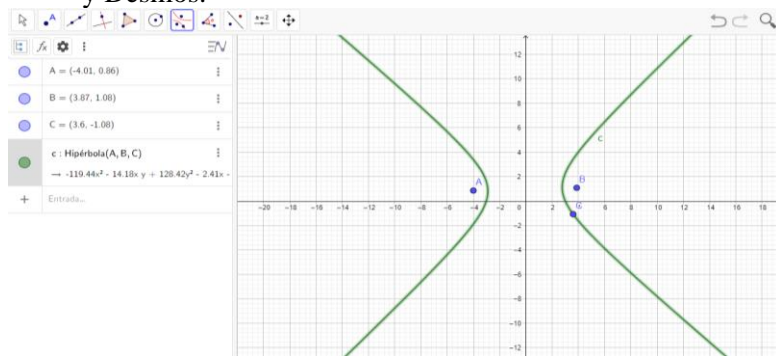 y Desmos.
a=2
A = (-4.01, 0.86)
B = (3.87, 1.08)
C = (3.6, -1.08)
c : Hipérbola(A, B, C)
→ -119.44x² - 14.18x y + 128.42y² - 2.41x -
Entrada...
12
10
8
6
4
2
-20 -18 -16 -14 -12 -10 -8 -6 -4 -2 0 2 4 6 8 10 12 14 16 18
-2
-4
-6
-8
-10
-12
c
A
B
C